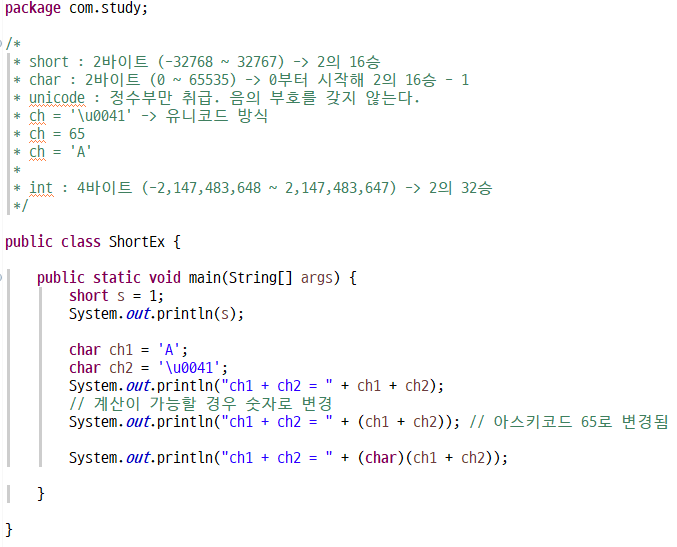 package com.study;
/*
* short : 2바이트 (-32768 ~ 32767) -> 2의 16승
* char : 2바이트 (0 ~ 65535) -> 0부터 시작해 2의 16승 - 1
* unicode : 정수부만 취급. 음의 부호를 갖지 않는다.
* ch = '\u0041' -> 유니코드 방식
* ch = 65
* ch = 'A'
*
* int : 4바이트 (-2,147,483,648 ~ 2,147,483,647) -> 2의 32승
*/
public class ShortEx {
public static void main(String[] args) {
short s = 1;
System.out.println(s);
char ch1 = 'A';
char ch2 = '\u0041';
System.out.println("ch1 + ch2 = " + ch1 + ch2);
// 계산이 가능할 경우 숫자로 변경
System.out.println("ch1 + ch2 = " + (ch1 + ch2)); // 아스키코드 65로 변경됨
System.out.println("ch1 + ch2 = " + (char)(ch1 + ch2));
}
}